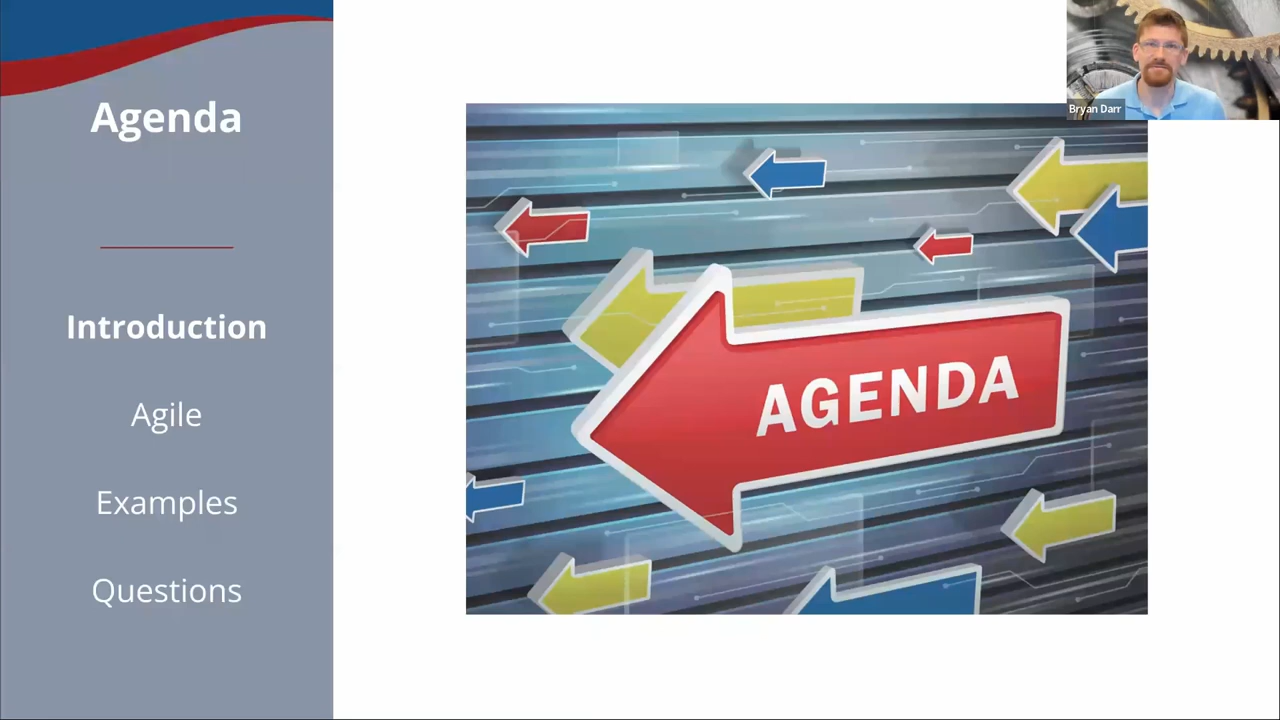 Agenda
Introduction
Agile
Examples
Questions
AGENDA
Bryan Darr